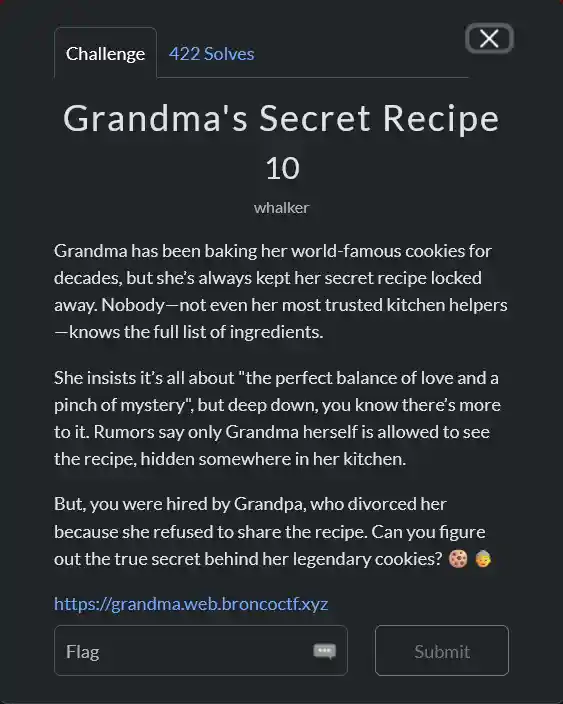 Challenge
422 Solves
Grandma's Secret Recipe
10
whalker
Grandma has been baking her world-famous cookies for
decades, but she’s always kept her secret recipe locked
away. Nobody—not even her most trusted kitchen helpers
—knows the full list of ingredients.
She insists it’s all about "the perfect balance of love and a
pinch of mystery", but deep down, you know there’s more
to it. Rumors say only Grandma herself is allowed to see
the recipe, hidden somewhere in her kitchen.
But, you were hired by Grandpa, who divorced her
because she refused to share the recipe. Can you figure
out the true secret behind her legendary cookies? 🍪 👵
https://grandma.web.broncoctf.xyz
Flag
Submit